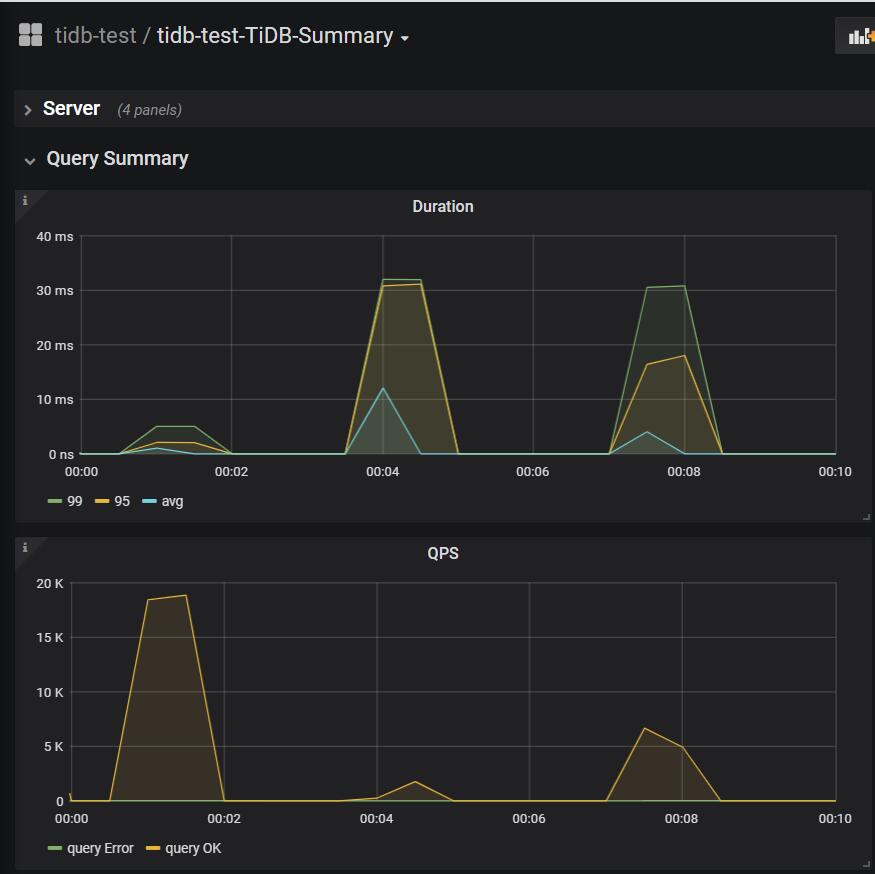 tidb-test / tidb-test-TiDB-Summary
Server (4 panels)
Query Summary
i
Duration
40 ms
30 ms
20 ms
10 ms
0 ns
00:00 00:02 00:04 00:06 00:08 00:10
99 95 avg
i
QPS
20 K
15 K
10 K
5 K
0
00:00 00:02 00:04 00:06 00:08 00:10
query Error query OK